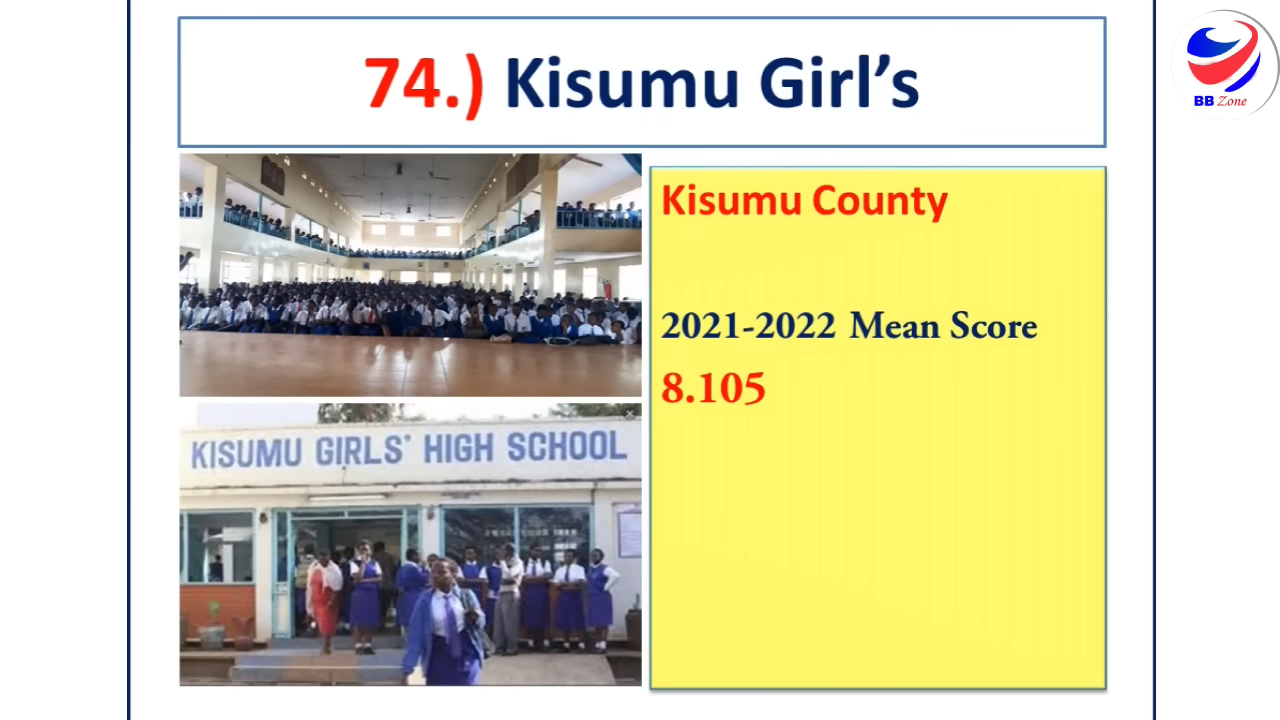 74.) Kisumu Girl’s
BB Zone
Kisumu County
2021-2022 Mean Score
8.105
KISUMU GIRLS' HIGH SCHOOL